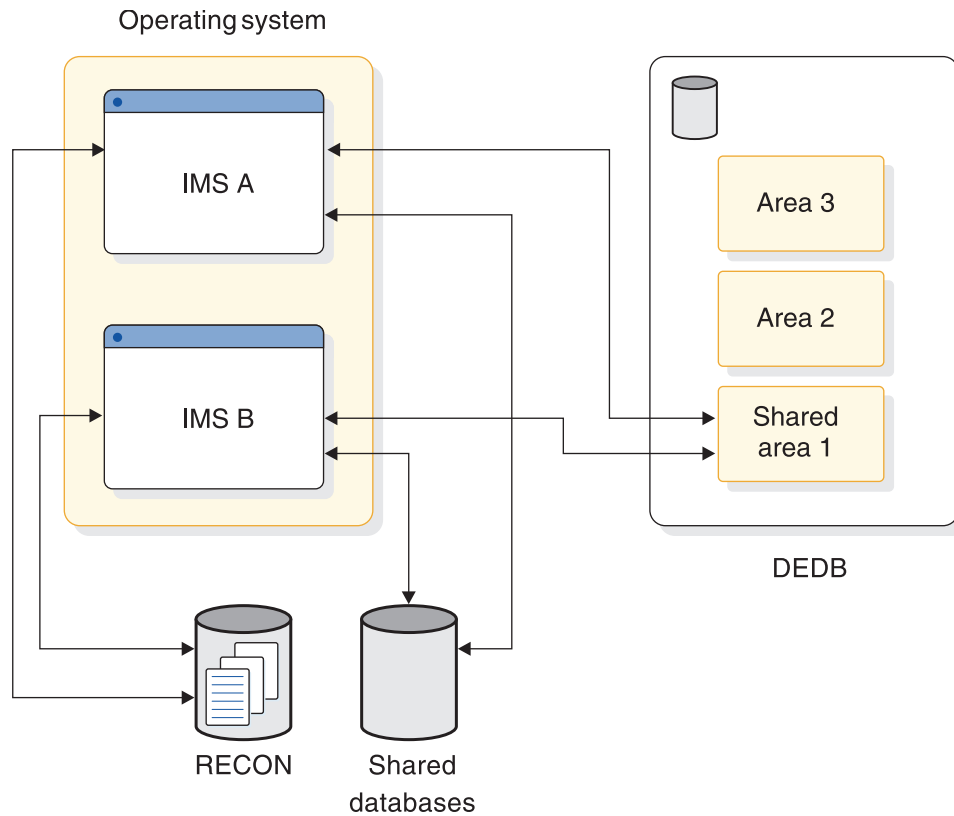 Operating system
IMS A
IMS B
Area 3
Area 2
Shared
area 1
DEDB
RECON
Shared
databases